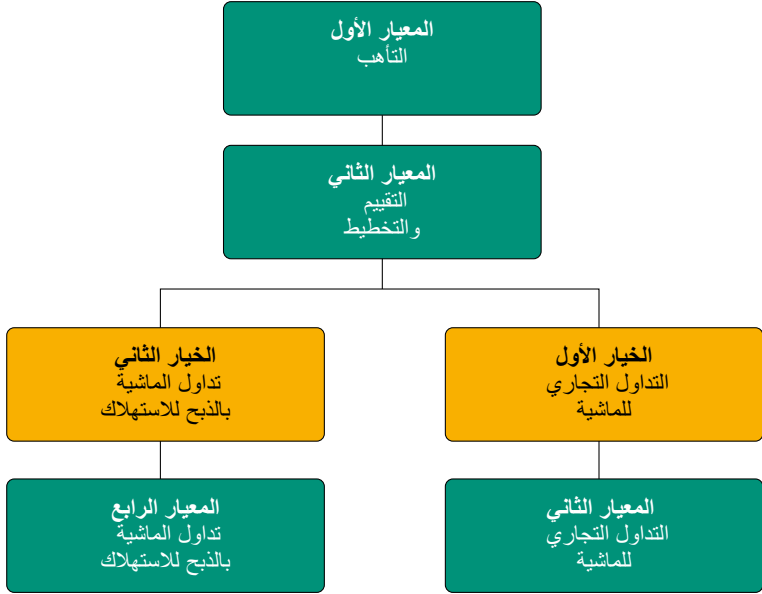 المعيار الأول
التأهب
المعيار الثاني
التقييم
والتخطيط
الخيار الأول
التداول التجاري
للماشية
الخيار الثاني
تداول الماشية
بالذبح للاستهلاك
المعيار الثاني
التداول التجاري
للماشية
المعيار الرابع
تداول الماشية
بالذبح للاستهلاك